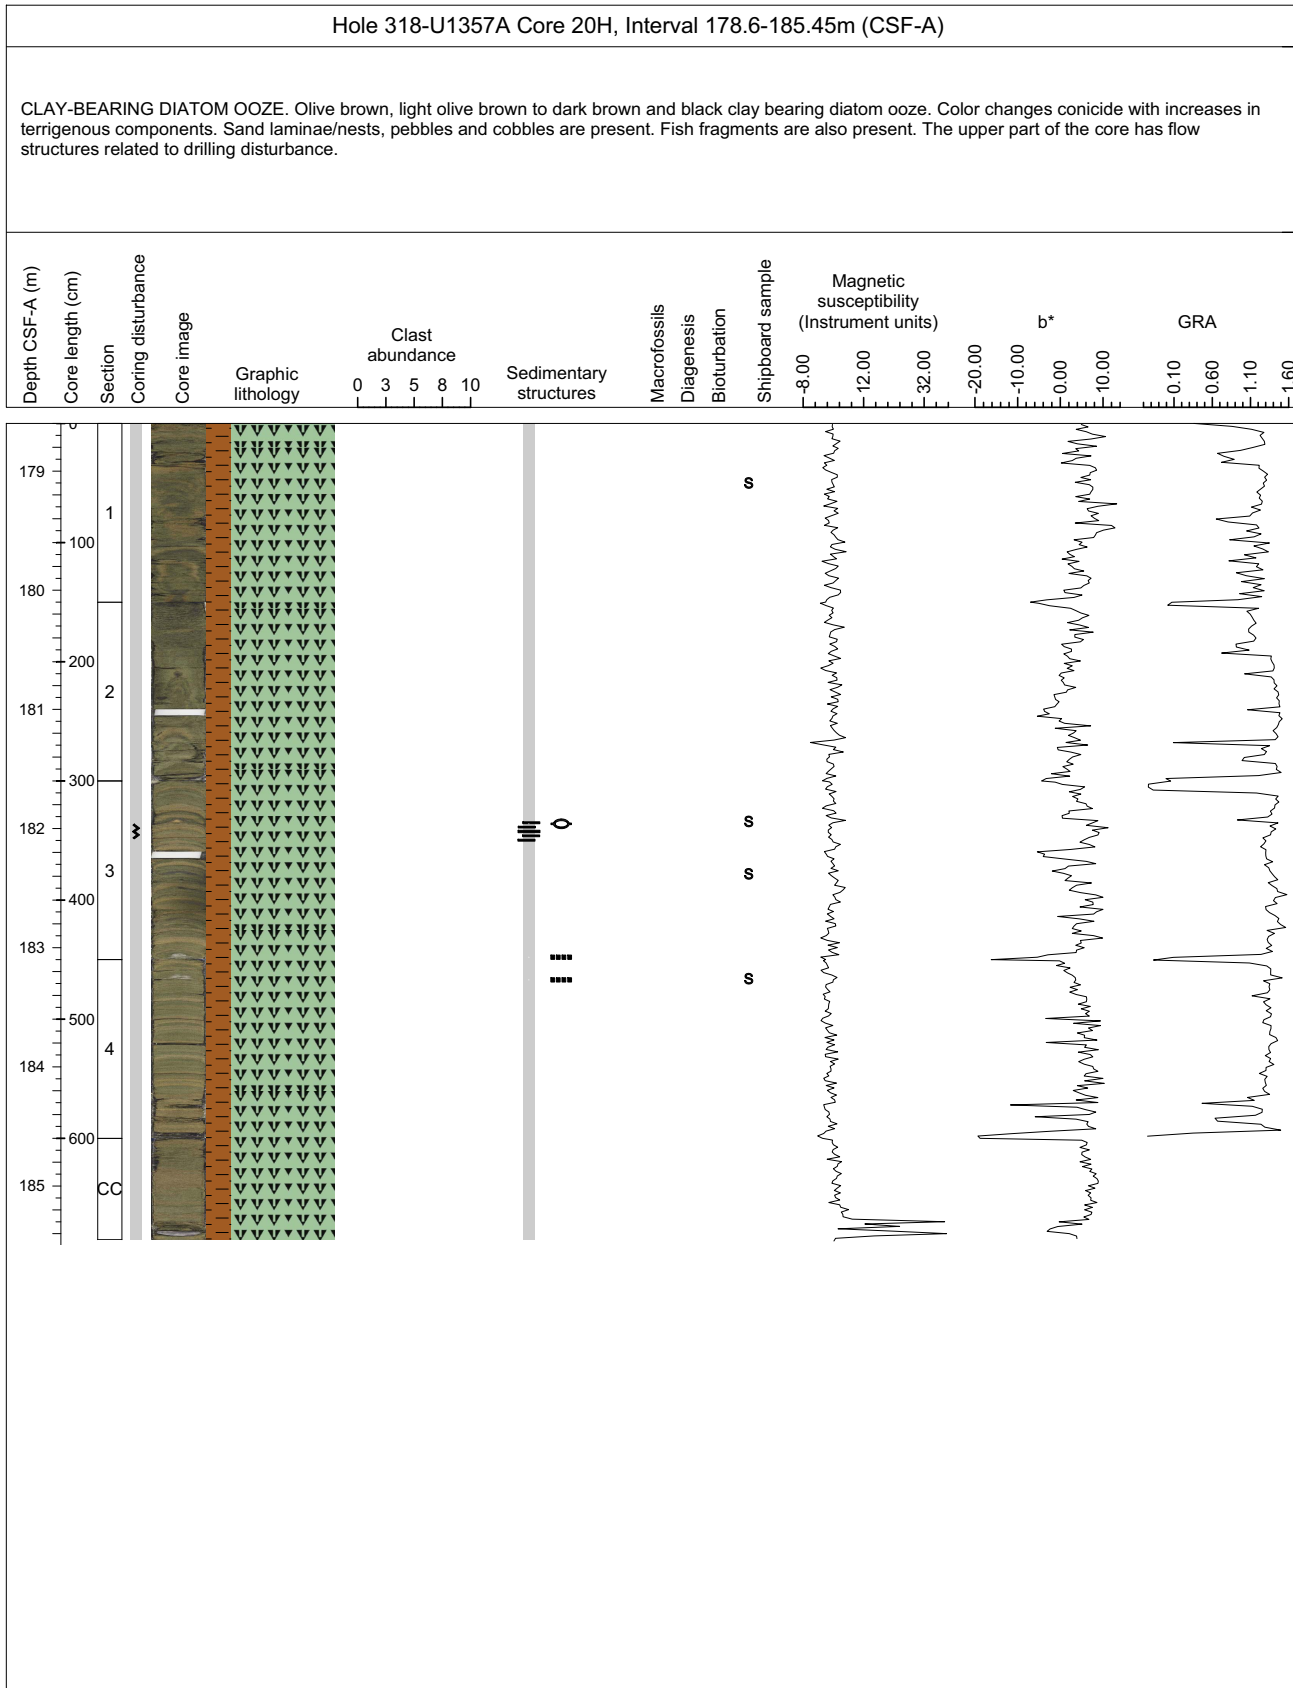 Hole 318-U1357A Core 20H, Interval 178.6-185.45m (CSF-A)
CLAY-BEARING DIATOM OOZE. Olive brown, light olive brown to dark brown and black clay bearing diatom ooze. Color changes conicide with increases in
terrigenous components. Sand laminae/nests, pebbles and cobbles are present. Fish fragments are also present. The upper part of the core has flow
structures related to drilling disturbance.
Depth CSF-A (m)
Core length (cm)
Section
Coring disturbance
Core image
Graphic
lithology
Clast
abundance
0 3 5 8 10
Sedimentary
structures
Macrofossils
Diagenesis
Bioturbation
Shipboard sample
Magnetic
susceptibility
(Instrument units)
-8.00 12.00 32.00
b*
-20.00 -10.00 0.00 10.00
GRA
0.10 0.60 1.10 1.60
0
179
S
1
100
180
200
2
181
300
182
S
3
S
400
183
S
500
4
184
600
185
CC